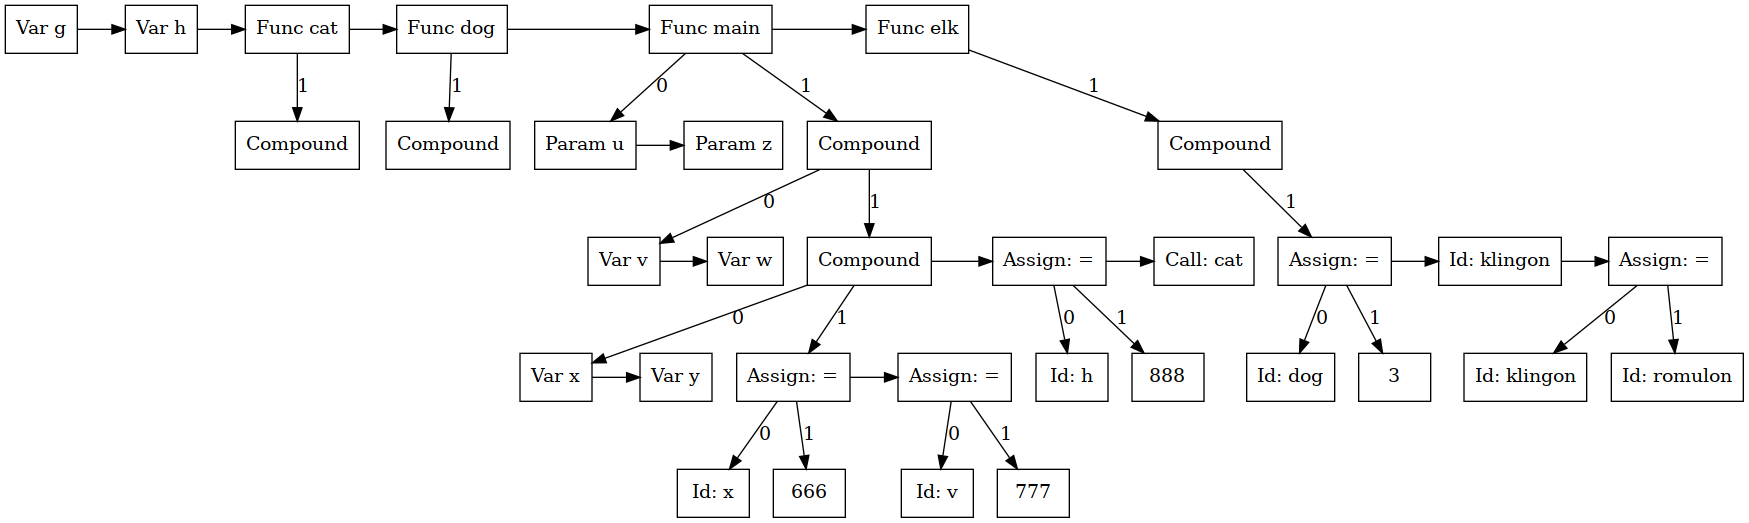 Var g
Var h
Func cat
Func dog
Func main
Func elk
1
1
0
1
1
Compound
Compound
Param u
Param z
Compound
Compound
0
1
1
Var v
Var w
Compound
Assign: =
Call: cat
Assign: =
Id: klingon
Assign: =
0
1
0
1
0
1
0
1
Var x
Var y
Assign: =
Assign: =
Id: h
888
Id: dog
3
Id: klingon
Id: romulon
0
1
0
1
Id: x
666
Id: v
777